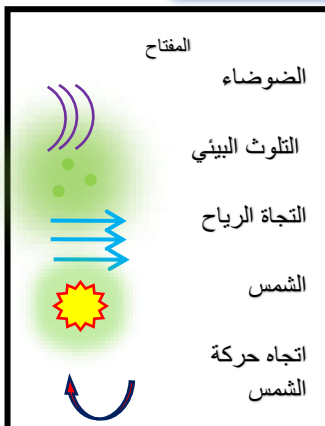 المفتاح
الضوضاء
التلوث البيئي
التجاة الرياح
الشمس
اتجاه حركة
الشمس